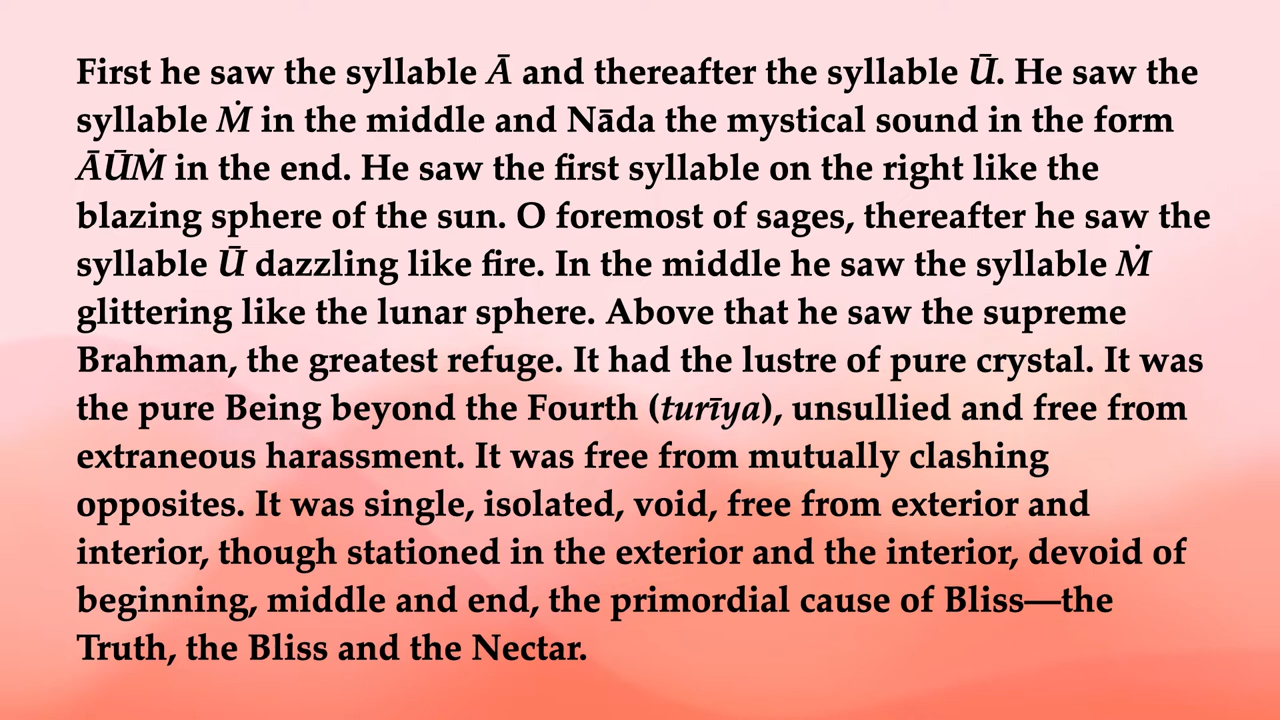 First he saw the syllable Ā and thereafter the syllable Ū. He saw the
syllable Ṁ in the middle and Nāda the mystical sound in the form
ĀŪṀ in the end. He saw the first syllable on the right like the
blazing sphere of the sun. O foremost of sages, thereafter he saw the
syllable Ū dazzling like fire. In the middle he saw the syllable Ṁ
glittering like the lunar sphere. Above that he saw the supreme
Brahman, the greatest refuge. It had the lustre of pure crystal. It was
the pure Being beyond the Fourth (turīya), unsullied and free from
extraneous harassment. It was free from mutually clashing
opposites. It was single, isolated, void, free from exterior and
interior, though stationed in the exterior and the interior, devoid of
beginning, middle and end, the primordial cause of Bliss—the
Truth, the Bliss and the Nectar.